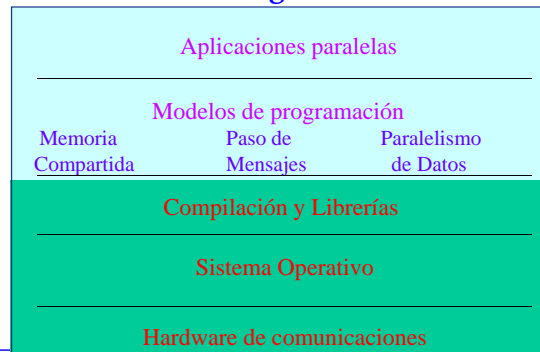 Aplicaciones paralelas
Modelos de programación
Memoria Paso de Paralelismo
Compartida Mensajes de Datos
Compilación y Librerías
Sistema Operativo
Hardware de comunicaciones